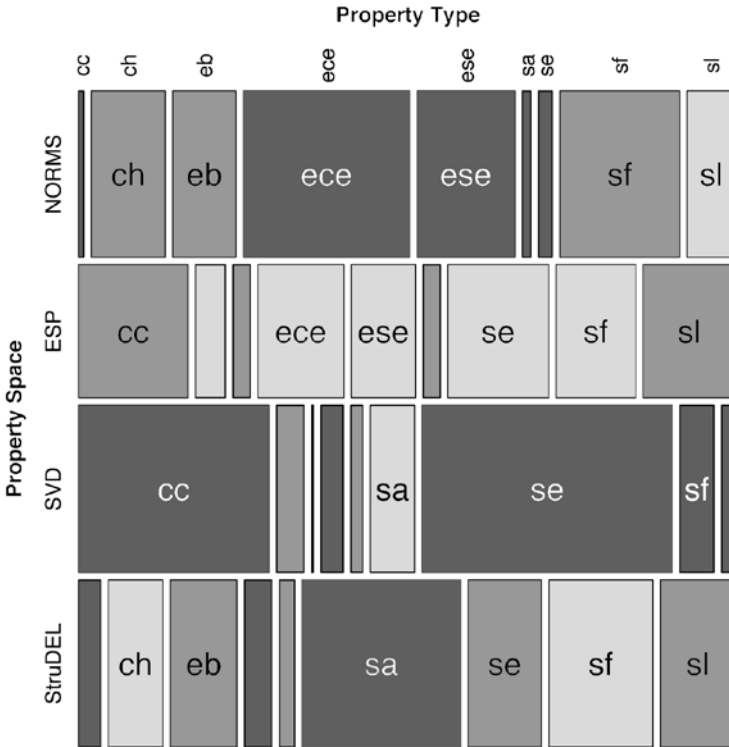 Property Type
cc ch eb ece ese sa se sf sl
Property Space
NORMS
ch eb ece ese sf sl
ESP
cc ece ese se sf sl
SVD
cc sa se sf
StruDEL
ch eb sa se sf sl